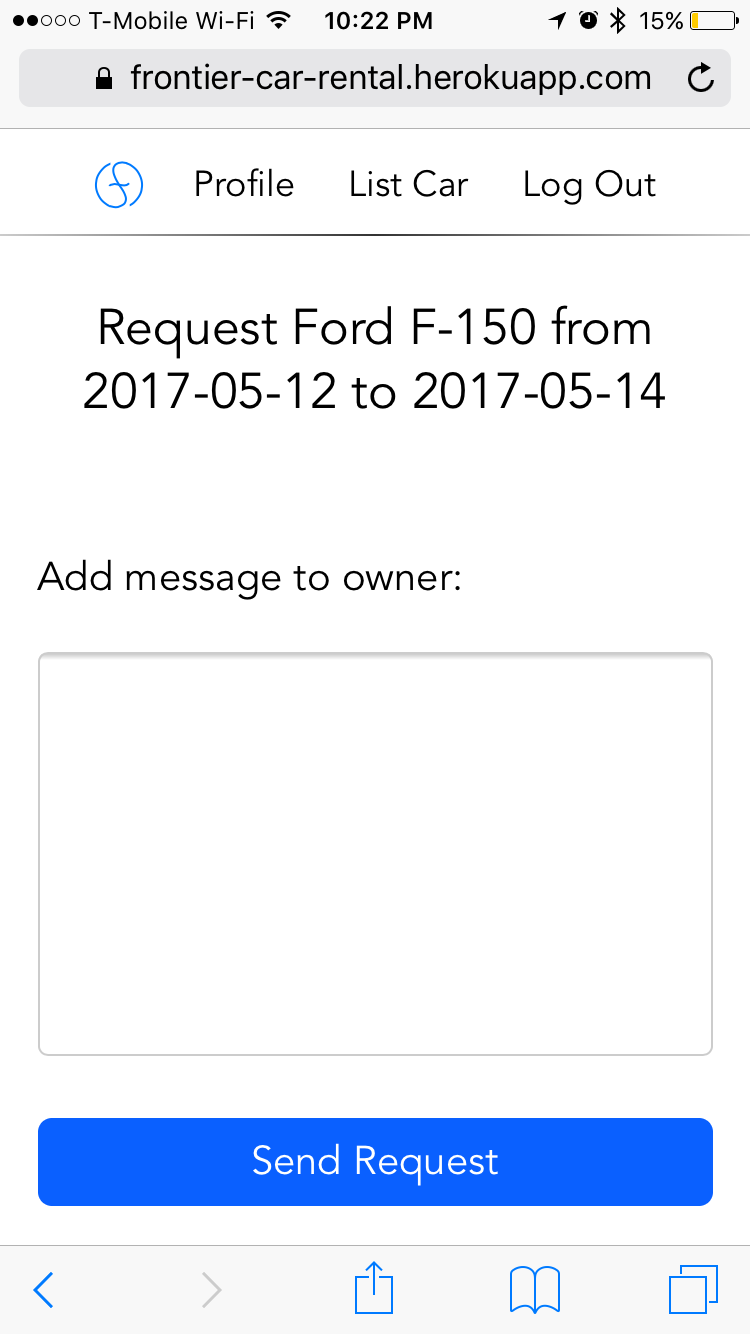 T-Mobile Wi-Fi 10:22 PM 15%
frontier-car-rental.herokuapp.com
Profile List Car Log Out
Request Ford F-150 from
2017-05-12 to 2017-05-14
Add message to owner:
Send Request